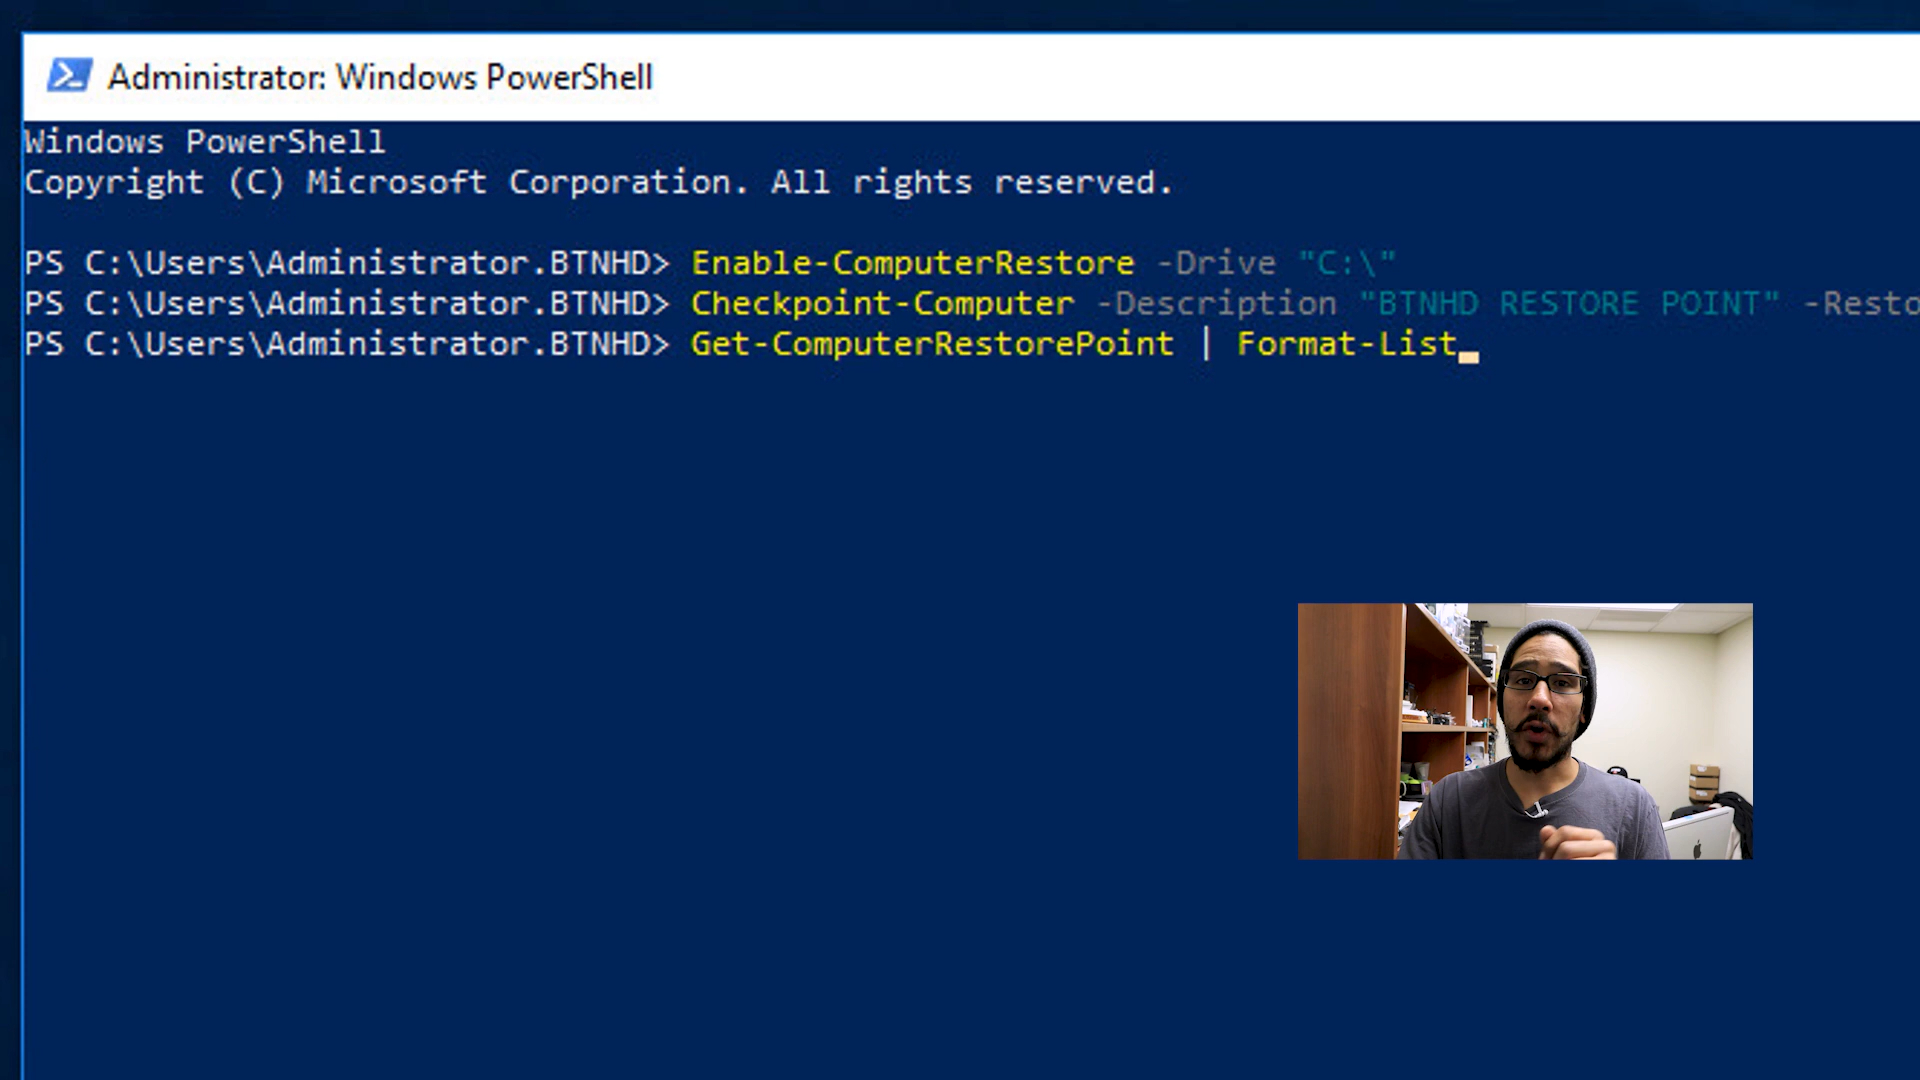 Administrator: Windows PowerShell
Windows PowerShell
Copyright (C) Microsoft Corporation. All rights reserved.
PS C:\Users\Administrator.BTNHD> Enable-ComputerRestore -Drive "C:\"
PS C:\Users\Administrator.BTNHD> Checkpoint-Computer -Description "BTNHD RESTORE POINT" -Resto
PS C:\Users\Administrator.BTNHD> Get-ComputerRestorePoint | Format-List